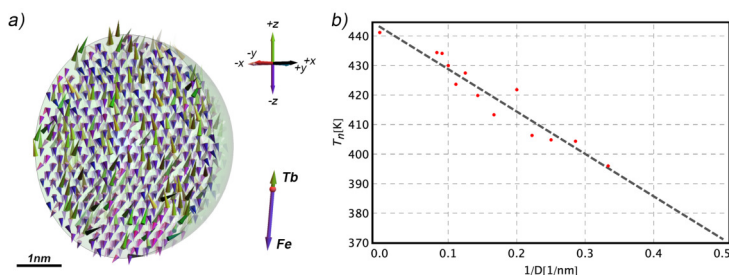 a)
+z
-y
-x
+x
+y
-z
Tb
Fe
1nm
b)
440
430
420
410
400
390
380
370
T_n[K]
0.0 0.1 0.2 0.3 0.4 0.5
1/D[1/nm]